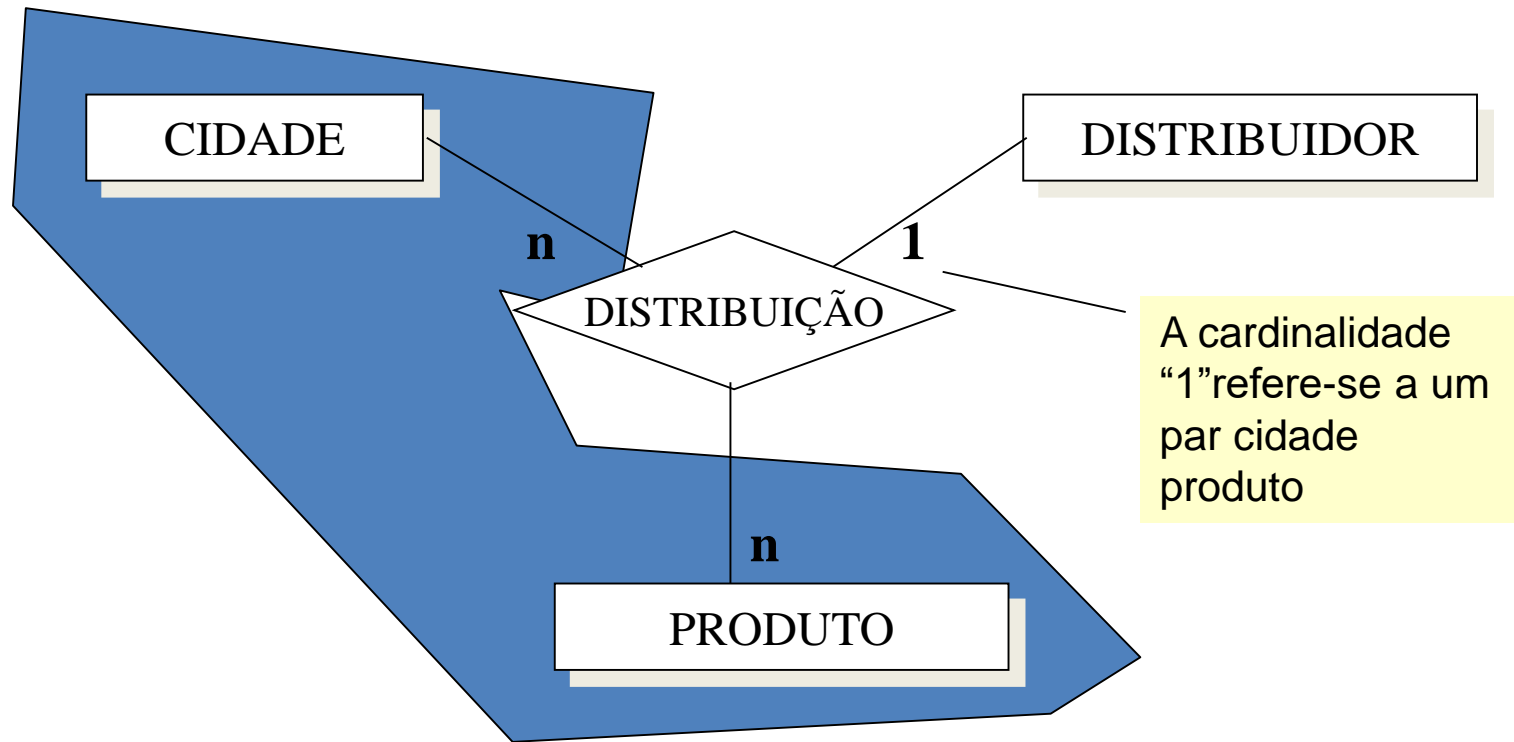 CIDADE
DISTRIBUIDOR
n
1
DISTRIBUIÇÃO
A cardinalidade
“1”refere-se a um
par cidade
produto
n
PRODUTO